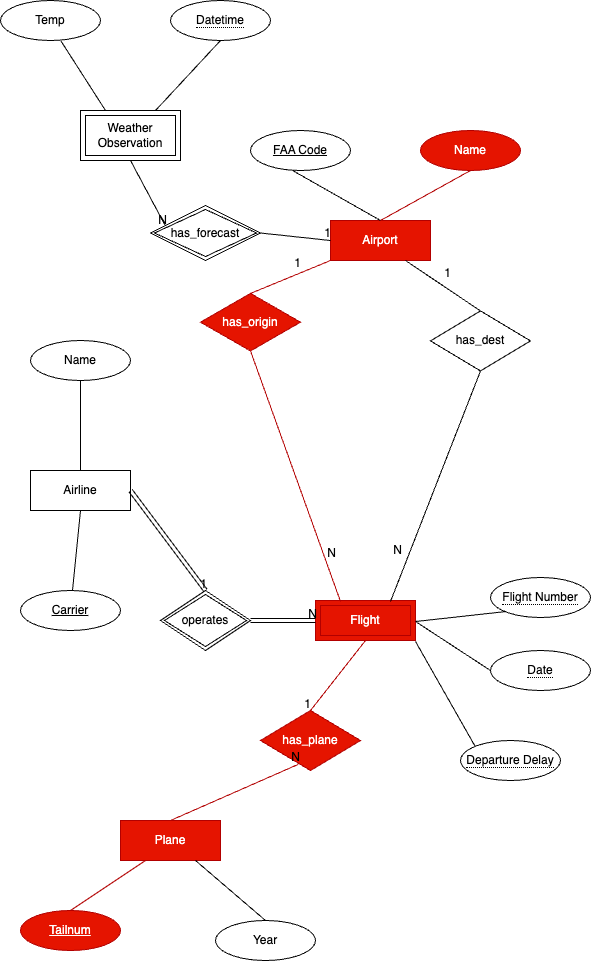 Temp
Datetime
Weather
Observation
FAA Code
Name
N
has_forecast
1
Airport
1
1
has_origin
has_dest
Name
Airline
N
N
1
Carrier
operates
N
Flight
Flight Number
Date
1
has_plane
N
Departure Delay
Plane
Tailnum
Year